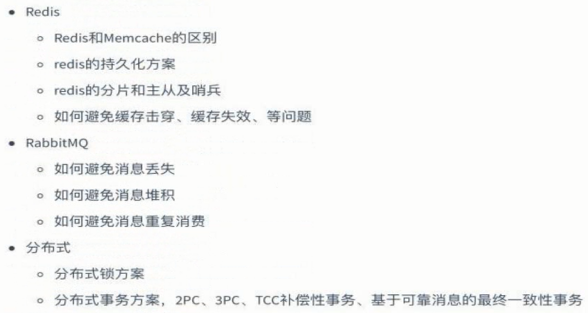 Redis
Redis和Memcache的区别
redis的持久化方案
redis的分片和主从及哨兵
如何避免缓存击穿、缓存失效、等问题
RabbitMQ
如何避免消息丢失
如何避免消息堆积
如何避免消息重复消费
分布式
分布式锁方案
分布式事务方案，2PC、3PC、TCC补偿性事务、基于可靠消息的最终一致性事务